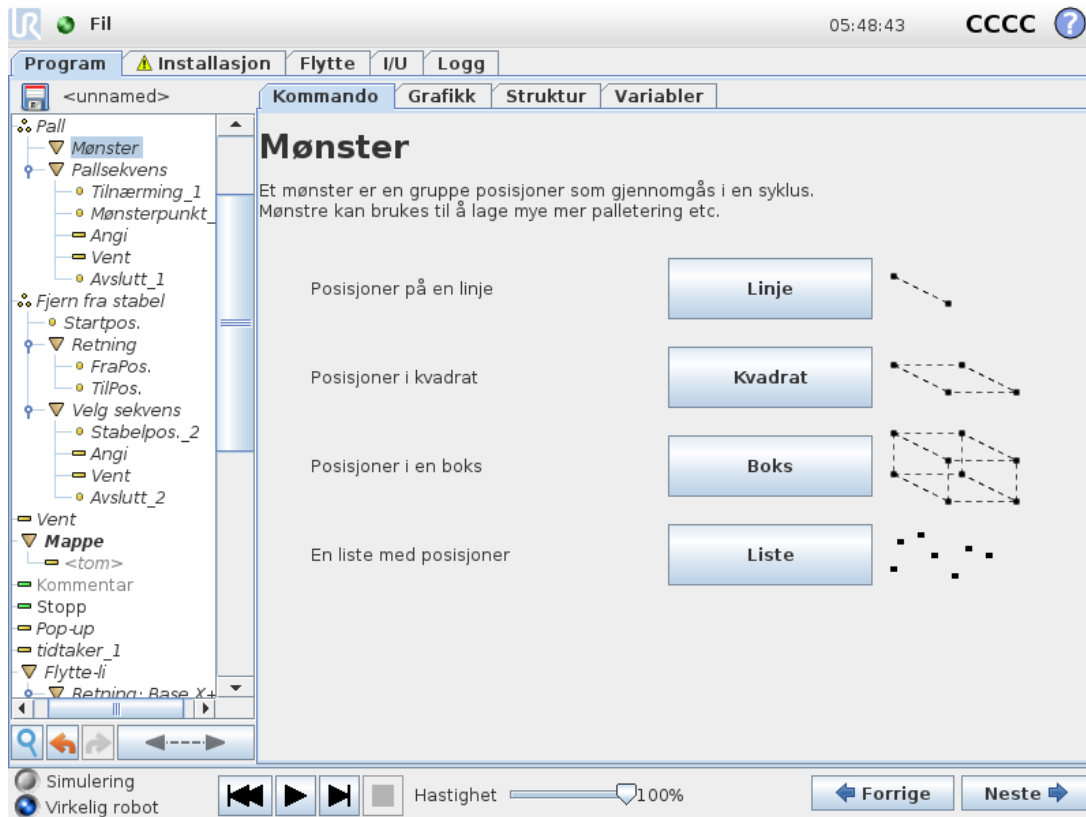 Fil
05:48:43
CCCC
?
Program
Installasjon
Flytte
I/U
Logg
<unnamed>
Kommando
Grafikk
Struktur
Variabler
Pall
Mønster
Pallsekvens
Tilnærming_1
Mønsterpunkt_
Angi
Vent
Avslutt_1
Fjern fra stabel
Startpos.
Retning
FraPos.
TilPos.
Velg sekvens
Stabelpos._2
Angi
Vent
Avslutt_2
Vent
Mappe
<tom>
Kommentar
Stopp
Pop-up
tidtaker_1
Flytte-li
Retning: Base X+
Mønster
Et mønster er en gruppe posisjoner som gjennomgås i en syklus.
Mønstre kan brukes til å lage mye mer palletering etc.
Posisjoner på en linje
Linje
Posisjoner i kvadrat
Kvadrat
Posisjoner i en boks
Boks
En liste med posisjoner
Liste
Simulering
Virkelig robot
Hastighet
100%
Forrige
Neste